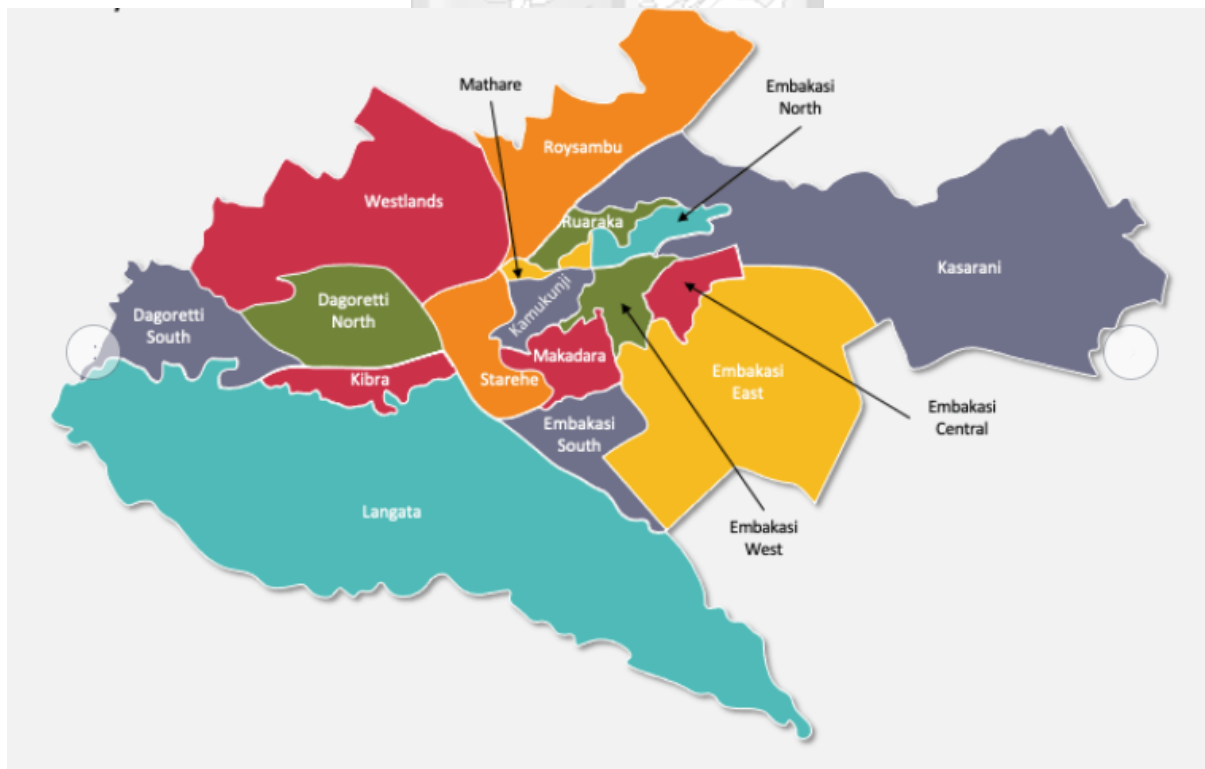 Mathare
Embakasi
North
Roysambu
Westlands
Ruaraka
Kasarani
Dagoretti
North
Dagoretti
South
Kamukunji
Makadara
Kibra
Starehe
Embakasi
East
Embakasi
Central
Embakasi
South
Langata
Embakasi
West